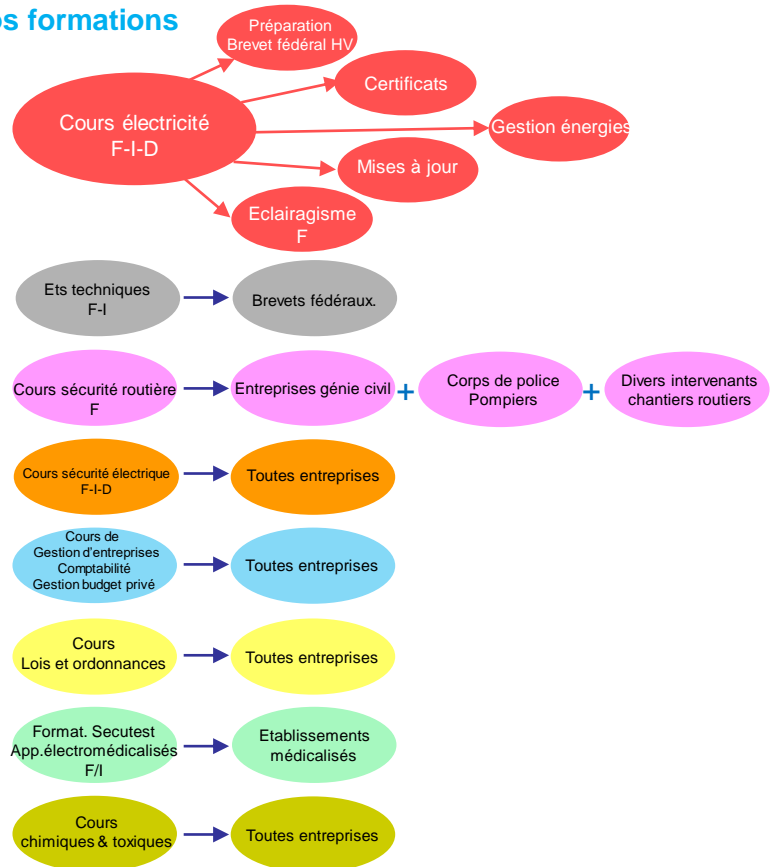 os formations
Préparation
Brevet fédéral HV
Certificats
Cours électricité
F-I-D
Gestion énergies
Mises à jour
Eclairagisme
F
Ets techniques
F-I
Brevets fédéraux.
Cours sécurité routière
F
Entreprises génie civil
+
Corps de police
Pompiers
+
Divers intervenants
chantiers routiers
Cours sécurité électrique
F-I-D
Toutes entreprises
Cours de
Gestion d'entreprises
Comptabilité
Gestion budget privé
Toutes entreprises
Cours
Lois et ordonnances
Toutes entreprises
Format. Secutest
App.électromédicalisés
F/I
Etablissements
médicalisés
Cours
chimiques & toxiques
Toutes entreprises